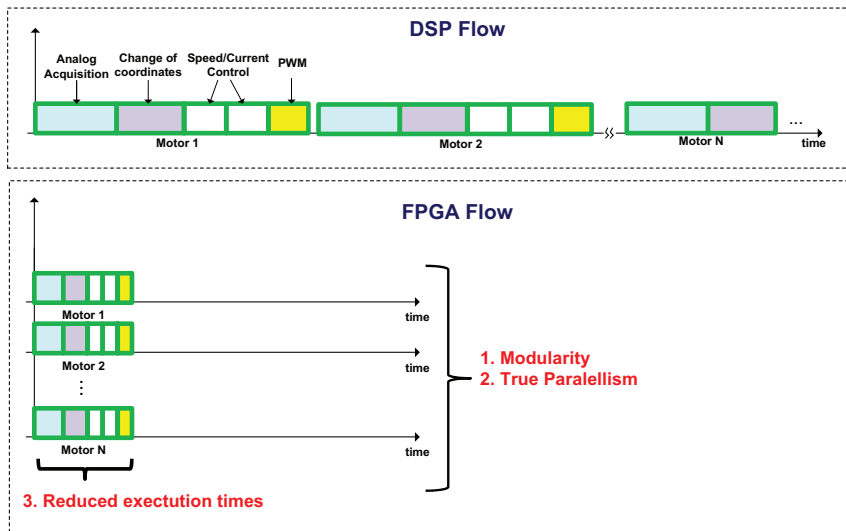 DSP Flow
Analog
Acquisition
Change of
coordinates
Speed/Current
Control
PWM
Motor 1
Motor 2
Motor N
...
time
FPGA Flow
Motor 1
time
Motor 2
time
...
Motor N
time
1. Modularity
2. True Paralellism
3. Reduced exectution times